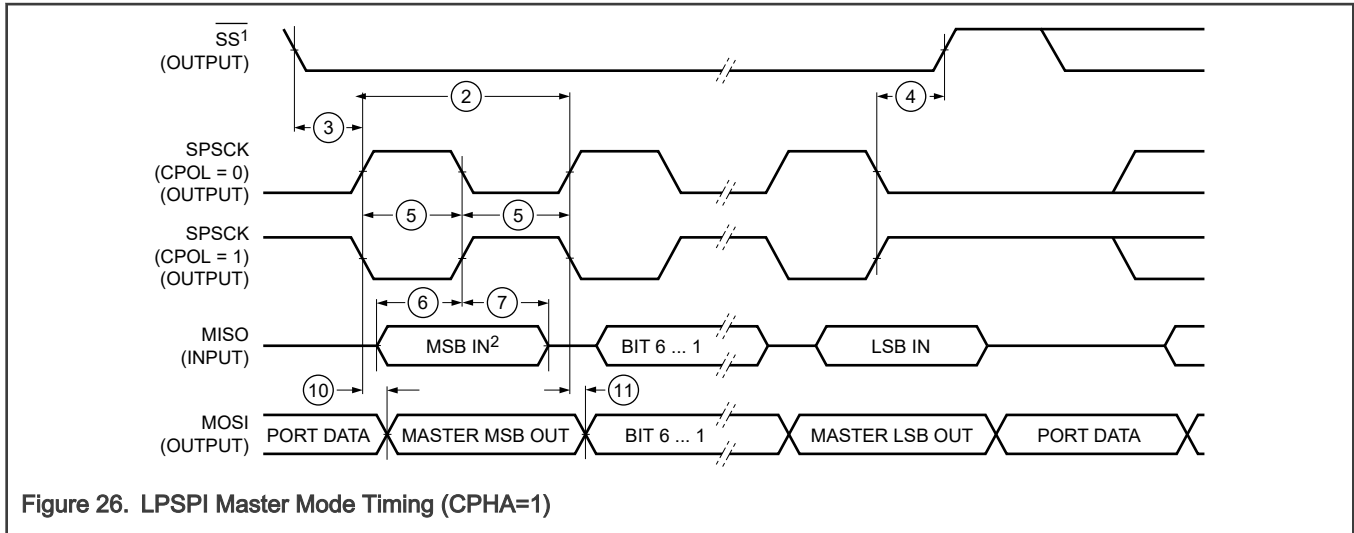 SS¹
(OUTPUT)
2
4
3
SPSCK
(CPOL = 0)
(OUTPUT)
5 5
SPSCK
(CPOL = 1)
(OUTPUT)
6 7
MISO
(INPUT)
MSB IN² BIT 6 ... 1 LSB IN
10 11
MOSI
(OUTPUT)
PORT DATA MASTER MSB OUT BIT 6 ... 1 MASTER LSB OUT PORT DATA
Figure 26. LPSPI Master Mode Timing (CPHA=1)